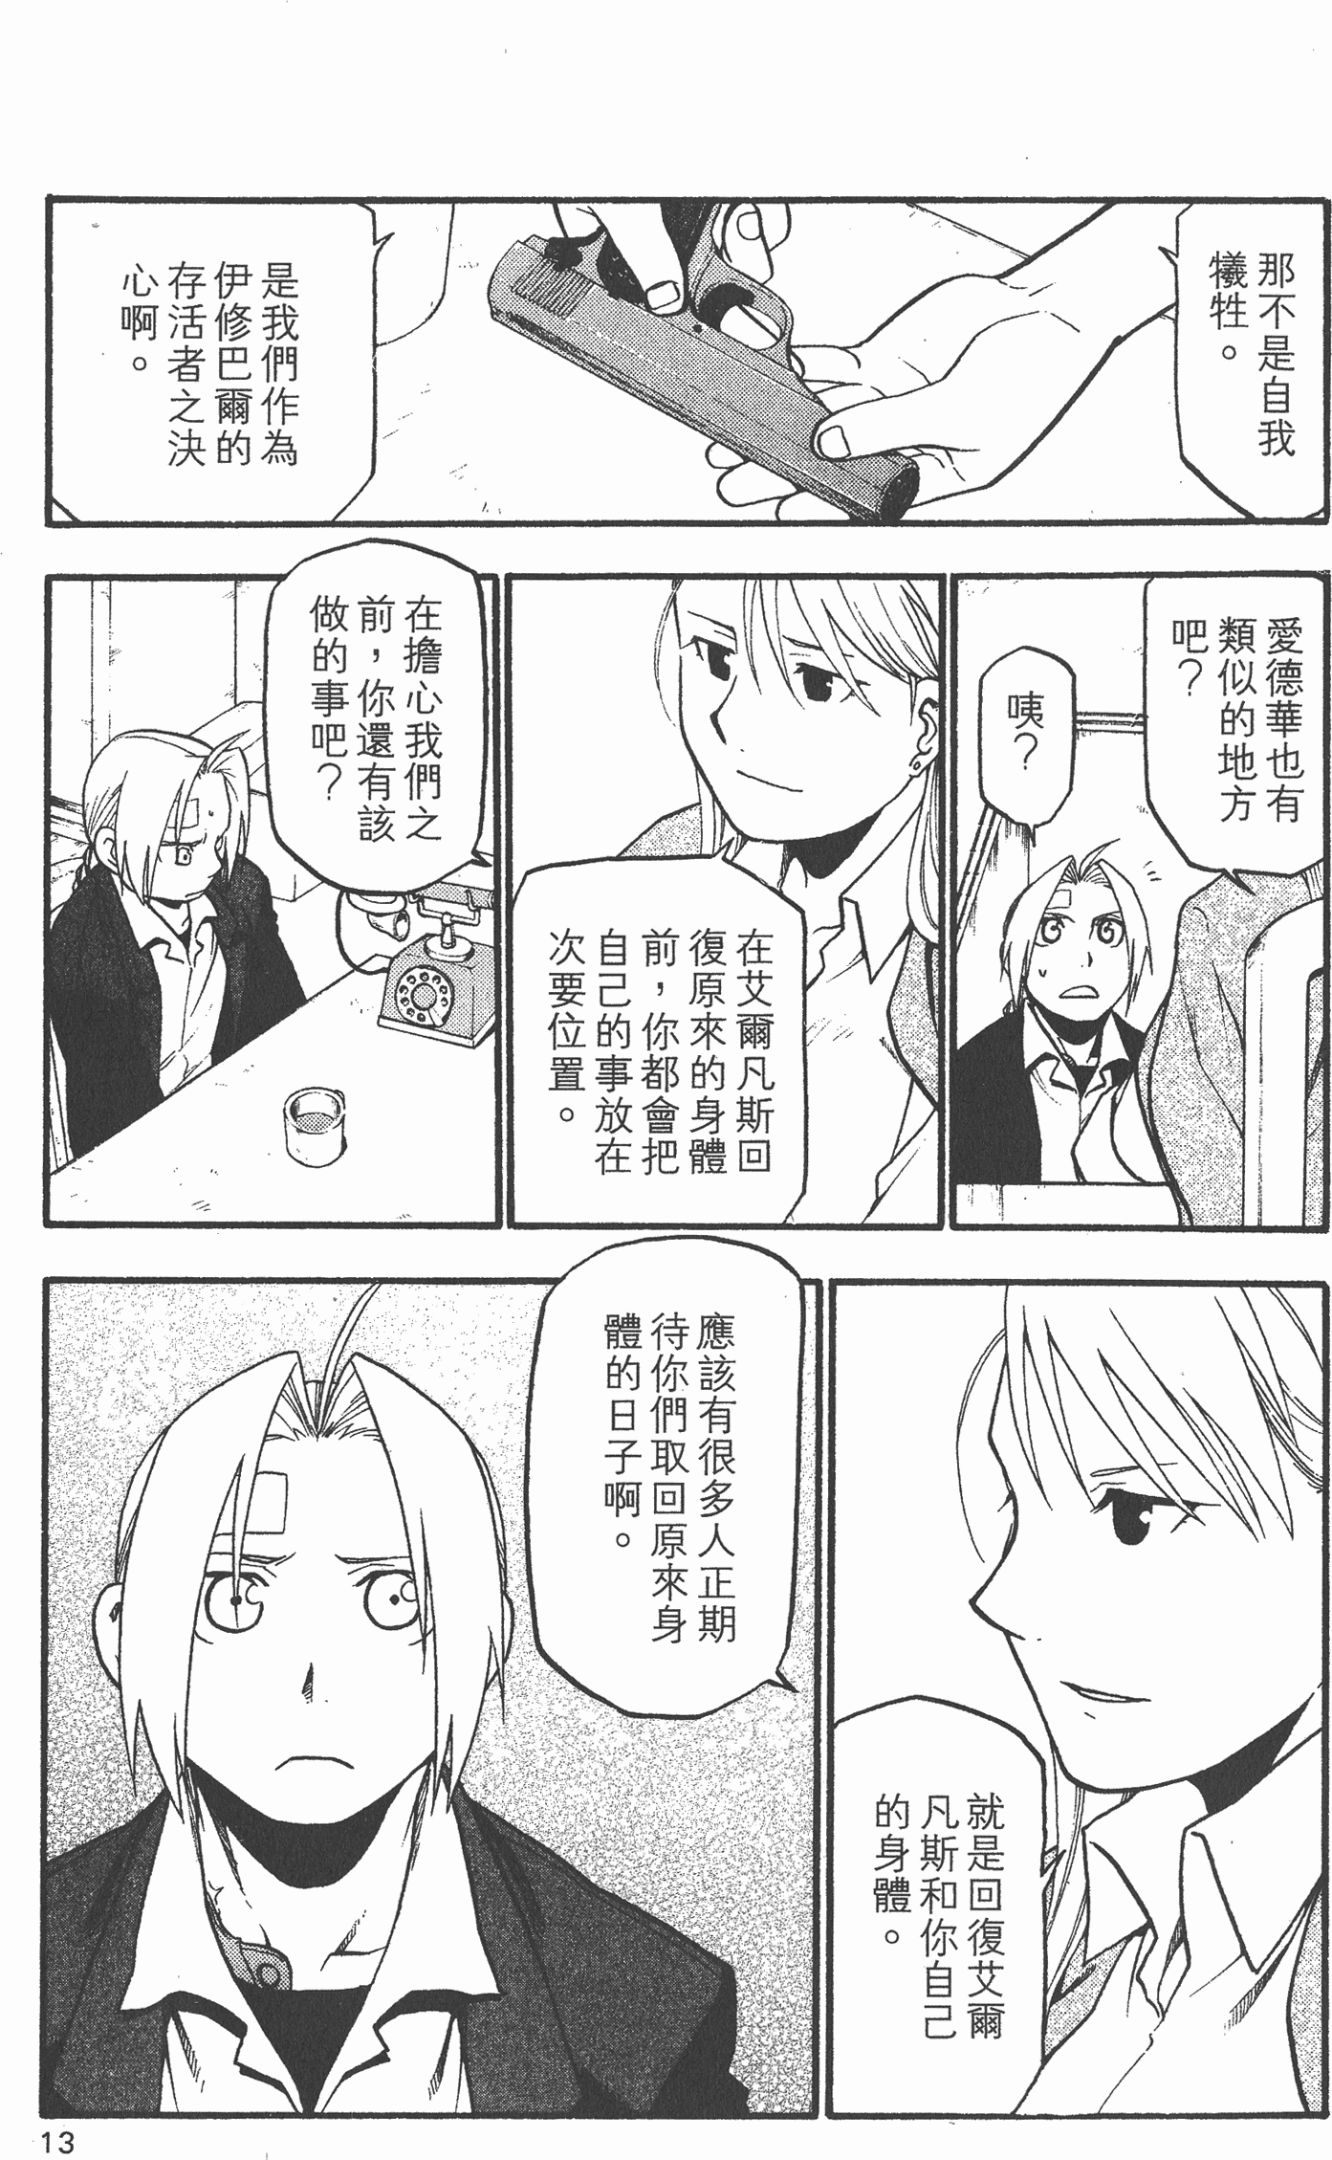 那不是自我
犧牲。
是我們作為
伊修巴爾的
存活者之決
心啊。
愛德華也有
類似的地方
吧？
咦？
在艾爾凡斯回
復原來的身體
前，你都會把
自己的事放在
次要位置。
在擔心我們之
前，你還有該
做的事吧？
就是回復艾爾
凡斯和你自己
的身體。
應該有很多人正期
待你們取回原來身
體的日子啊。
13